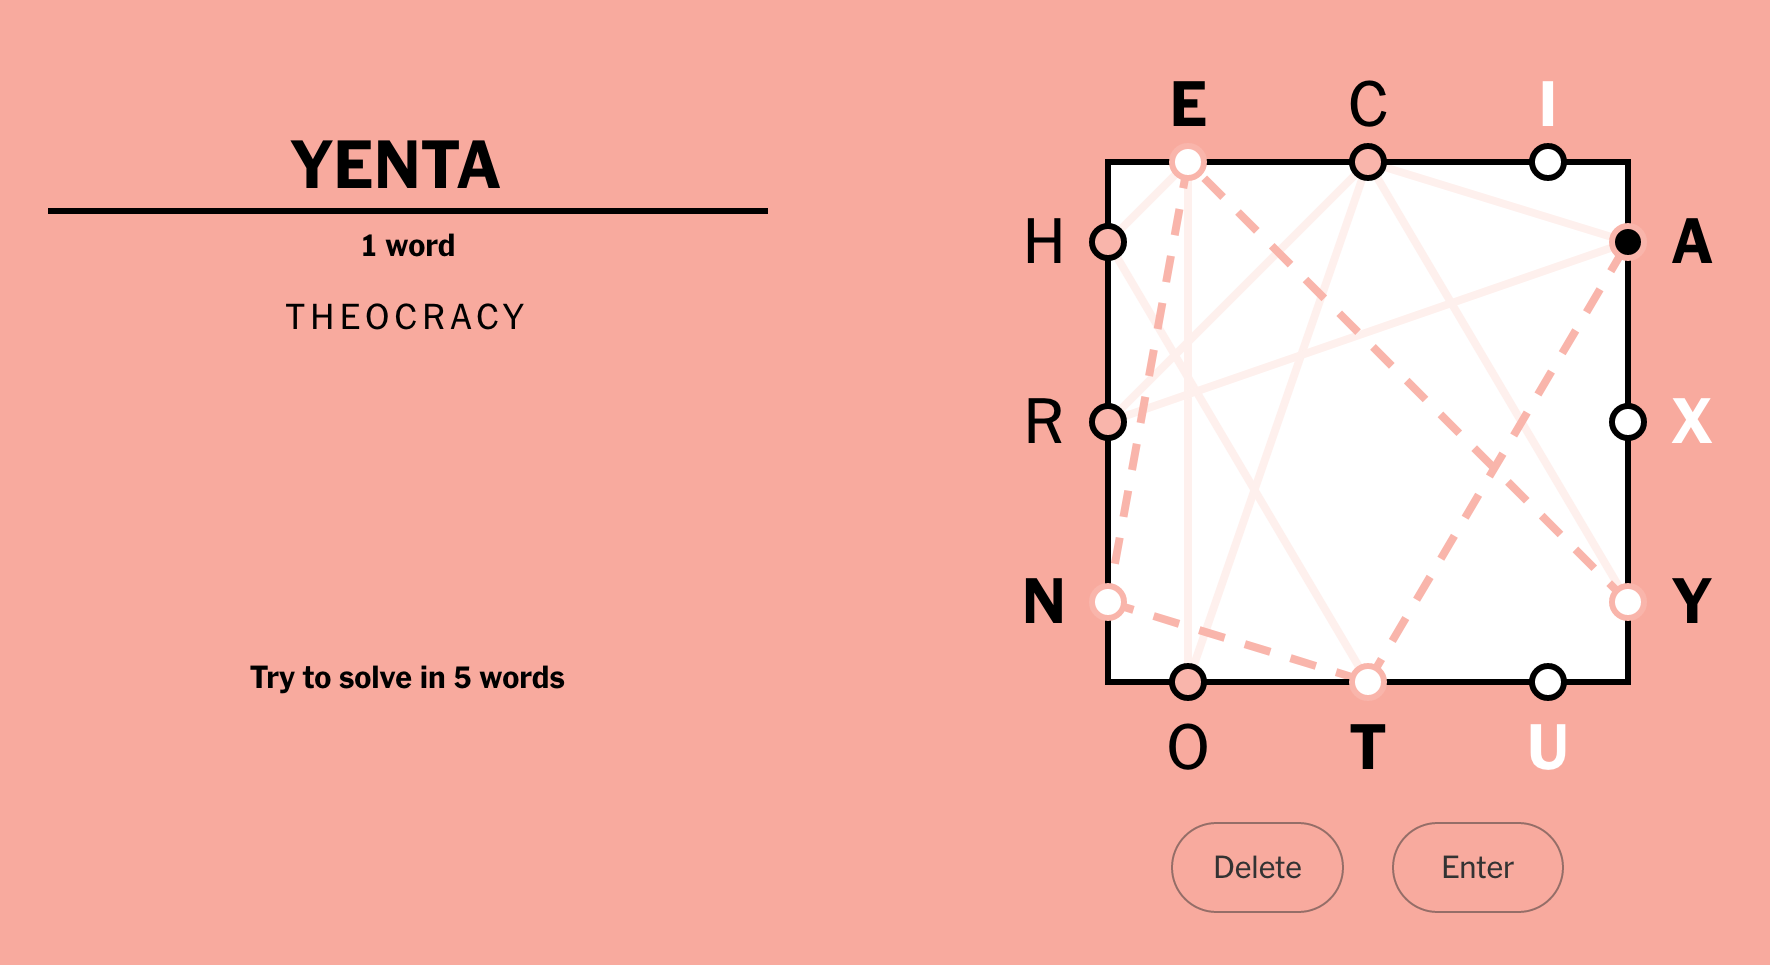 YENTA
1 word
THEOCRACY
Try to solve in 5 words
E C I
H
A
R
X
N
Y
O T U
Delete
Enter